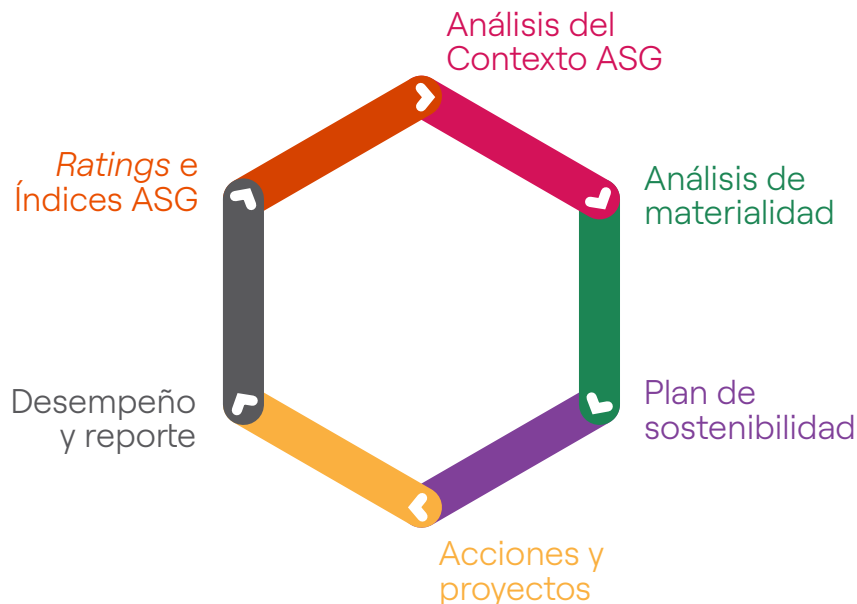 Análisis del
Contexto ASG
Análisis de
materialidad
Plan de
sostenibilidad
Acciones y
proyectos
Desempeño
y reporte
Ratings e
Índices ASG